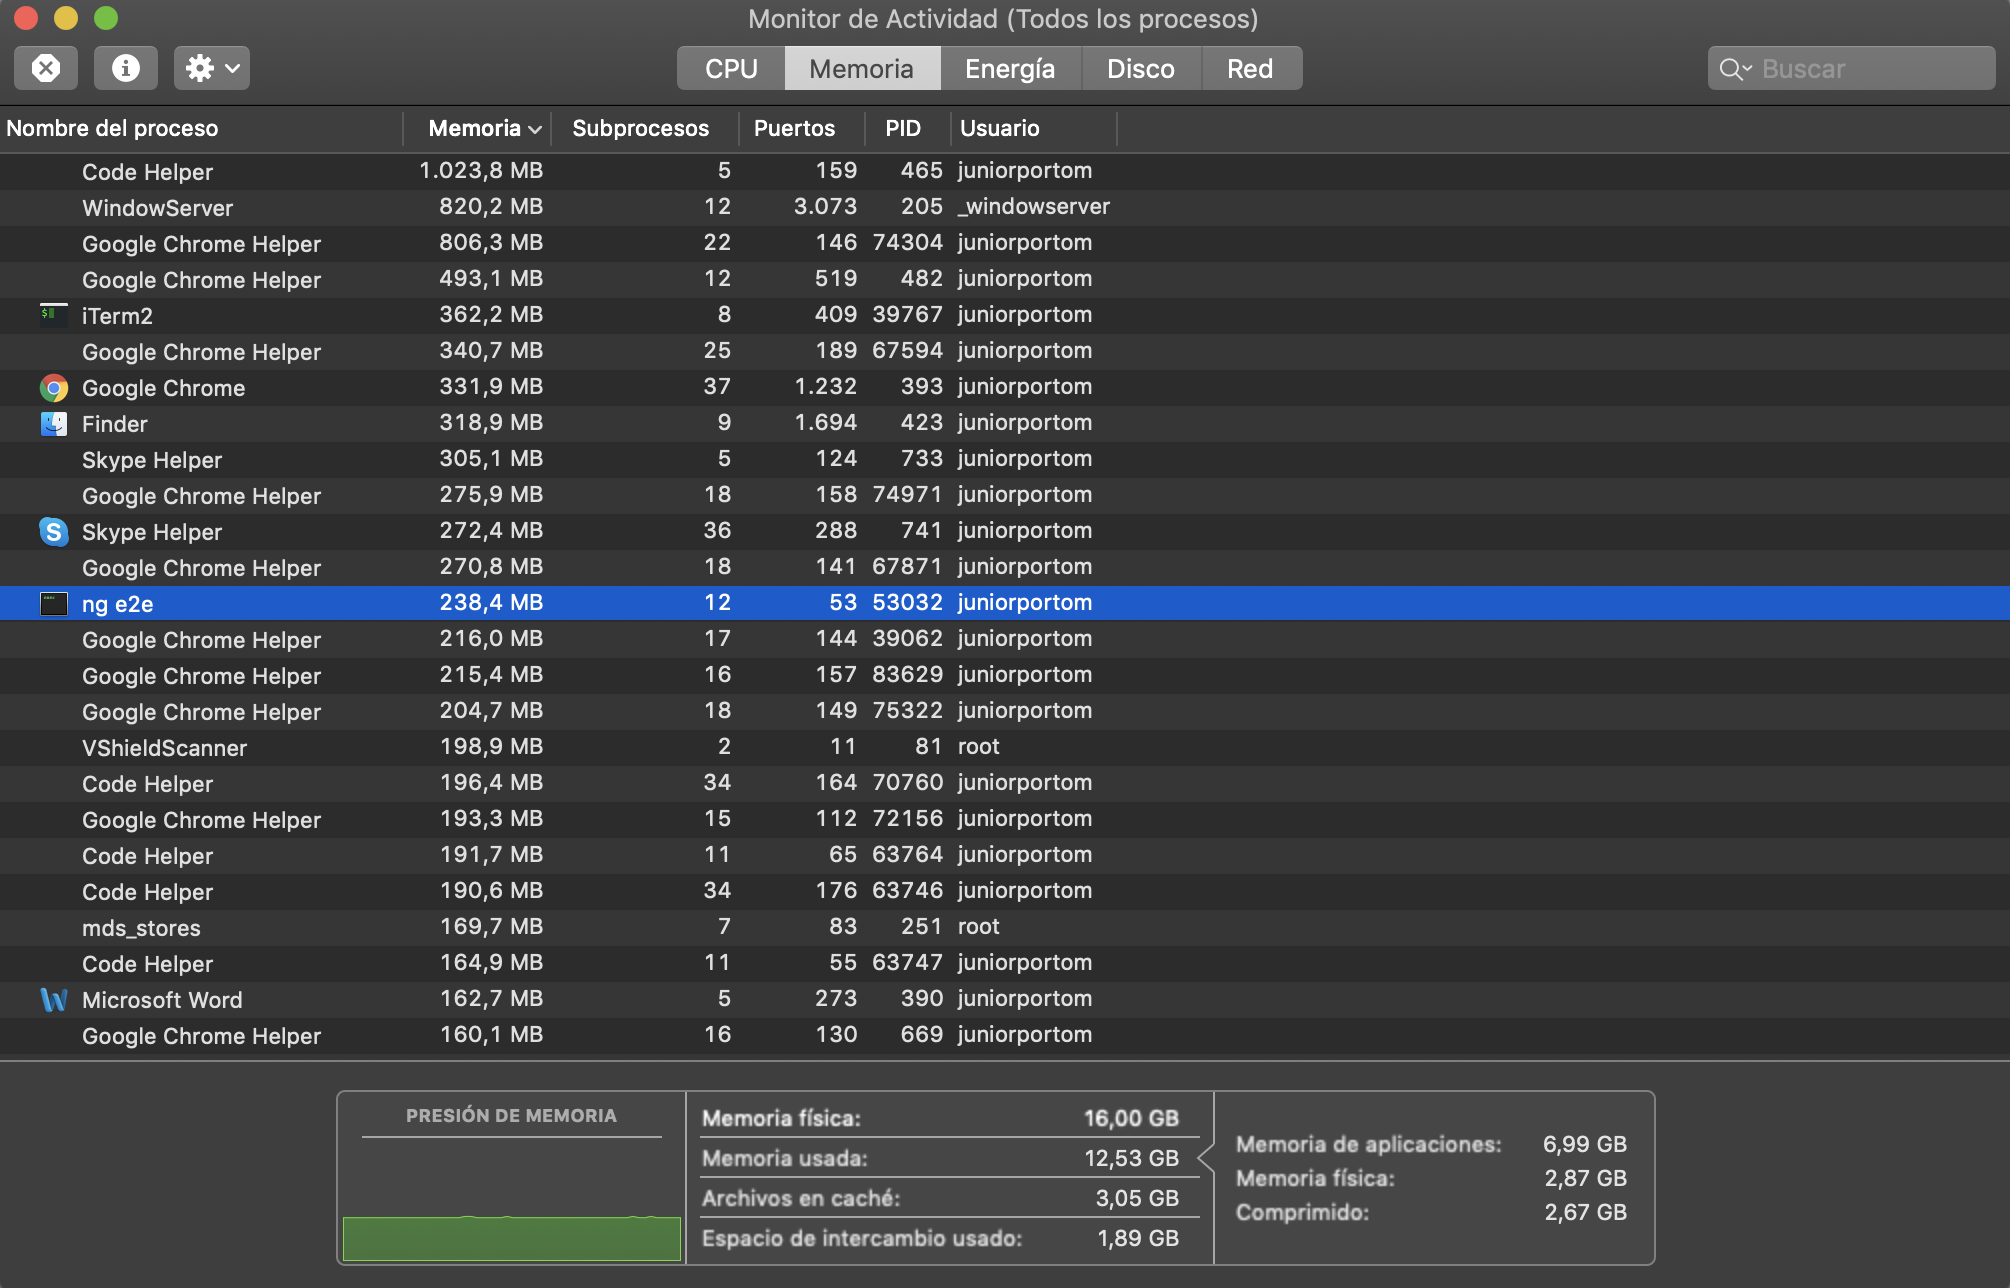 Monitor de Actividad (Todos los procesos)
CPU Memoria Energía Disco Red Buscar
Nombre del proceso Memoria Subprocesos Puertos PID Usuario
Code Helper 1.023,8 MB 5 159 465 juniorportom
WindowServer 820,2 MB 12 3.073 205 _windowserver
Google Chrome Helper 806,3 MB 22 146 74304 juniorportom
Google Chrome Helper 493,1 MB 12 519 482 juniorportom
iTerm2 362,2 MB 8 409 39767 juniorportom
Google Chrome Helper 340,7 MB 25 189 67594 juniorportom
Google Chrome 331,9 MB 37 1.232 393 juniorportom
Finder 318,9 MB 9 1.694 423 juniorportom
Skype Helper 305,1 MB 5 124 733 juniorportom
Google Chrome Helper 275,9 MB 18 158 74971 juniorportom
Skype Helper 272,4 MB 36 288 741 juniorportom
Google Chrome Helper 270,8 MB 18 141 67871 juniorportom
ng e2e 238,4 MB 12 53 53032 juniorportom
Google Chrome Helper 216,0 MB 17 144 39062 juniorportom
Google Chrome Helper 215,4 MB 16 157 83629 juniorportom
Google Chrome Helper 204,7 MB 18 149 75322 juniorportom
VShieldScanner 198,9 MB 2 11 81 root
Code Helper 196,4 MB 34 164 70760 juniorportom
Google Chrome Helper 193,3 MB 15 112 72156 juniorportom
Code Helper 191,7 MB 11 65 63764 juniorportom
Code Helper 190,6 MB 34 176 63746 juniorportom
mds_stores 169,7 MB 7 83 251 root
Code Helper 164,9 MB 11 55 63747 juniorportom
Microsoft Word 162,7 MB 5 273 390 juniorportom
Google Chrome Helper 160,1 MB 16 130 669 juniorportom
PRESIÓN DE MEMORIA
Memoria física: 16,00 GB
Memoria usada: 12,53 GB
Archivos en caché: 3,05 GB
Espacio de intercambio usado: 1,89 GB
Memoria de aplicaciones: 6,99 GB
Memoria física: 2,87 GB
Comprimido: 2,67 GB